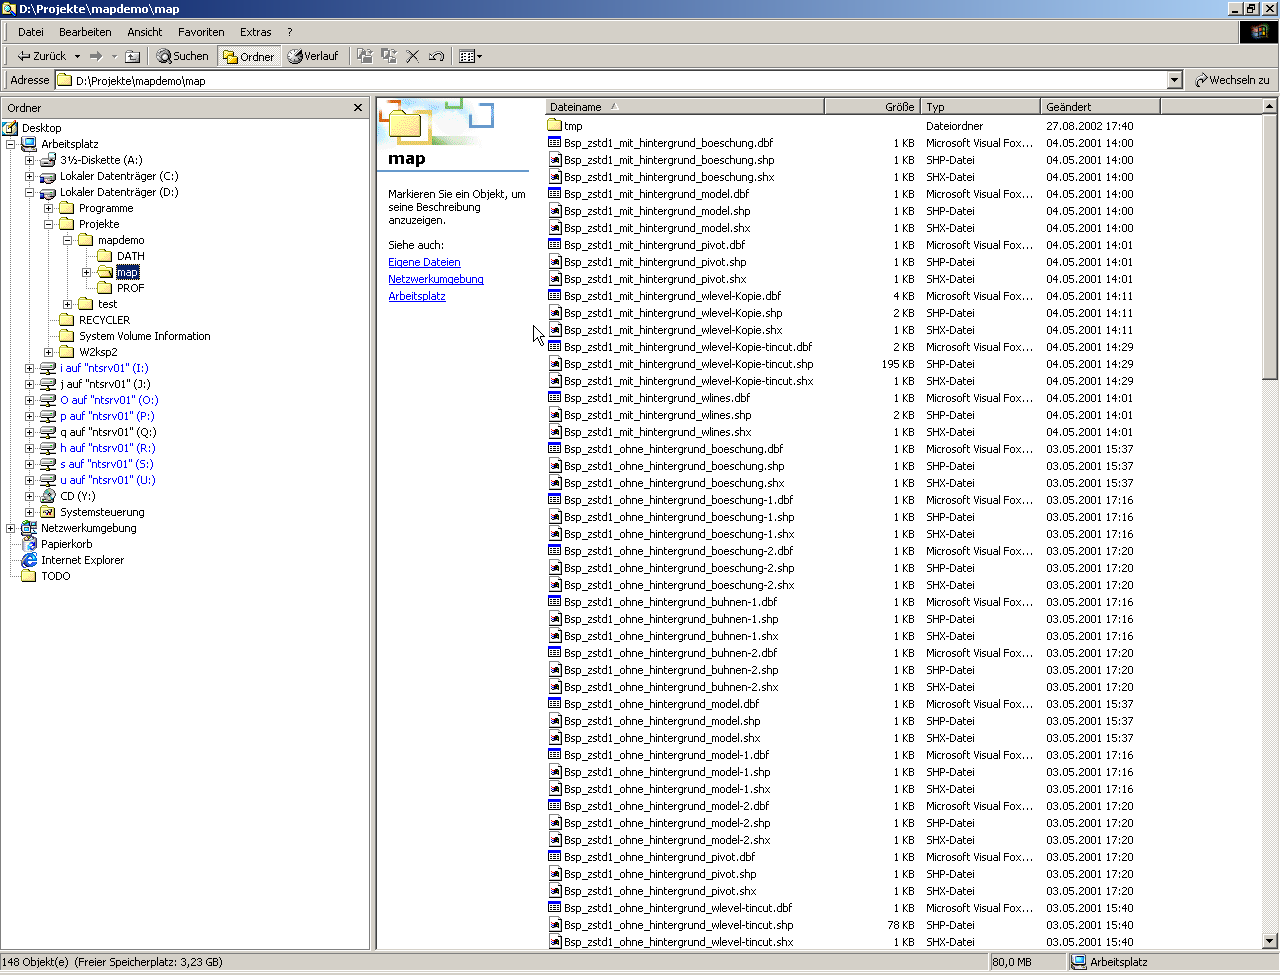 D:\Projekte\mapdemo\map
Datei Bearbeiten Ansicht Favoriten Extras ?
Zurück Suchen Ordner Verlauf
Adresse D:\Projekte\mapdemo\map Wechseln zu
Ordner
Desktop
Arbeitsplatz
3½-Diskette (A:)
Lokaler Datenträger (C:)
Lokaler Datenträger (D:)
Programme
Projekte
mapdemo
DATH
map
PROF
test
RECYCLER
System Volume Information
W2ksp2
i auf "ntsrv01" (I:)
j auf "ntsrv01" (J:)
O auf "ntsrv01" (O:)
p auf "ntsrv01" (P:)
q auf "ntsrv01" (Q:)
h auf "ntsrv01" (R:)
s auf "ntsrv01" (S:)
u auf "ntsrv01" (U:)
CD (Y:)
Systemsteuerung
Netzwerkumgebung
Papierkorb
Internet Explorer
TODO
map
Markieren Sie ein Objekt, um
seine Beschreibung
anzuzeigen.
Siehe auch:
Eigene Dateien
Netzwerkumgebung
Arbeitsplatz
Dateiname Größe Typ Geändert
tmp Dateiordner 27.08.2002 17:40
Bsp_zstd1_mit_hintergrund_boeschung.dbf 1 KB Microsoft Visual Fox... 04.05.2001 14:00
Bsp_zstd1_mit_hintergrund_boeschung.shp 1 KB SHP-Datei 04.05.2001 14:00
Bsp_zstd1_mit_hintergrund_boeschung.shx 1 KB SHX-Datei 04.05.2001 14:00
Bsp_zstd1_mit_hintergrund_model.dbf 1 KB Microsoft Visual Fox... 04.05.2001 14:00
Bsp_zstd1_mit_hintergrund_model.shp 1 KB SHP-Datei 04.05.2001 14:00
Bsp_zstd1_mit_hintergrund_model.shx 1 KB SHX-Datei 04.05.2001 14:00
Bsp_zstd1_mit_hintergrund_pivot.dbf 1 KB Microsoft Visual Fox... 04.05.2001 14:01
Bsp_zstd1_mit_hintergrund_pivot.shp 1 KB SHP-Datei 04.05.2001 14:01
Bsp_zstd1_mit_hintergrund_pivot.shx 1 KB SHX-Datei 04.05.2001 14:01
Bsp_zstd1_mit_hintergrund_wlevel-Kopie.dbf 4 KB Microsoft Visual Fox... 04.05.2001 14:11
Bsp_zstd1_mit_hintergrund_wlevel-Kopie.shp 2 KB SHP-Datei 04.05.2001 14:11
Bsp_zstd1_mit_hintergrund_wlevel-Kopie.shx 1 KB SHX-Datei 04.05.2001 14:11
Bsp_zstd1_mit_hintergrund_wlevel-Kopie-tincut.dbf 2 KB Microsoft Visual Fox... 04.05.2001 14:29
Bsp_zstd1_mit_hintergrund_wlevel-Kopie-tincut.shp 195 KB SHP-Datei 04.05.2001 14:29
Bsp_zstd1_mit_hintergrund_wlevel-Kopie-tincut.shx 1 KB SHX-Datei 04.05.2001 14:29
Bsp_zstd1_mit_hintergrund_wlines.dbf 1 KB Microsoft Visual Fox... 04.05.2001 14:01
Bsp_zstd1_mit_hintergrund_wlines.shp 2 KB SHP-Datei 04.05.2001 14:01
Bsp_zstd1_mit_hintergrund_wlines.shx 1 KB SHX-Datei 04.05.2001 14:01
Bsp_zstd1_ohne_hintergrund_boeschung.dbf 1 KB Microsoft Visual Fox... 03.05.2001 15:37
Bsp_zstd1_ohne_hintergrund_boeschung.shp 1 KB SHP-Datei 03.05.2001 15:37
Bsp_zstd1_ohne_hintergrund_boeschung.shx 1 KB SHX-Datei 03.05.2001 15:37
Bsp_zstd1_ohne_hintergrund_boeschung-1.dbf 1 KB Microsoft Visual Fox... 03.05.2001 17:16
Bsp_zstd1_ohne_hintergrund_boeschung-1.shp 1 KB SHP-Datei 03.05.2001 17:16
Bsp_zstd1_ohne_hintergrund_boeschung-1.shx 1 KB SHX-Datei 03.05.2001 17:16
Bsp_zstd1_ohne_hintergrund_boeschung-2.dbf 1 KB Microsoft Visual Fox... 03.05.2001 17:20
Bsp_zstd1_ohne_hintergrund_boeschung-2.shp 1 KB SHP-Datei 03.05.2001 17:20
Bsp_zstd1_ohne_hintergrund_boeschung-2.shx 1 KB SHX-Datei 03.05.2001 17:20
Bsp_zstd1_ohne_hintergrund_buhnen-1.dbf 1 KB Microsoft Visual Fox... 03.05.2001 17:16
Bsp_zstd1_ohne_hintergrund_buhnen-1.shp 1 KB SHP-Datei 03.05.2001 17:16
Bsp_zstd1_ohne_hintergrund_buhnen-1.shx 1 KB SHX-Datei 03.05.2001 17:16
Bsp_zstd1_ohne_hintergrund_buhnen-2.dbf 1 KB Microsoft Visual Fox... 03.05.2001 17:20
Bsp_zstd1_ohne_hintergrund_buhnen-2.shp 1 KB SHP-Datei 03.05.2001 17:20
Bsp_zstd1_ohne_hintergrund_buhnen-2.shx 1 KB SHX-Datei 03.05.2001 17:20
Bsp_zstd1_ohne_hintergrund_model.dbf 1 KB Microsoft Visual Fox... 03.05.2001 15:37
Bsp_zstd1_ohne_hintergrund_model.shp 1 KB SHP-Datei 03.05.2001 15:37
Bsp_zstd1_ohne_hintergrund_model.shx 1 KB SHX-Datei 03.05.2001 15:37
Bsp_zstd1_ohne_hintergrund_model-1.dbf 1 KB Microsoft Visual Fox... 03.05.2001 17:16
Bsp_zstd1_ohne_hintergrund_model-1.shp 1 KB SHP-Datei 03.05.2001 17:16
Bsp_zstd1_ohne_hintergrund_model-1.shx 1 KB SHX-Datei 03.05.2001 17:16
Bsp_zstd1_ohne_hintergrund_model-2.dbf 1 KB Microsoft Visual Fox... 03.05.2001 17:20
Bsp_zstd1_ohne_hintergrund_model-2.shp 1 KB SHP-Datei 03.05.2001 17:20
Bsp_zstd1_ohne_hintergrund_model-2.shx 1 KB SHX-Datei 03.05.2001 17:20
Bsp_zstd1_ohne_hintergrund_pivot.dbf 1 KB Microsoft Visual Fox... 03.05.2001 17:20
Bsp_zstd1_ohne_hintergrund_pivot.shp 1 KB SHP-Datei 03.05.2001 17:20
Bsp_zstd1_ohne_hintergrund_pivot.shx 1 KB SHX-Datei 03.05.2001 17:20
Bsp_zstd1_ohne_hintergrund_wlevel-tincut.dbf 1 KB Microsoft Visual Fox... 03.05.2001 15:40
Bsp_zstd1_ohne_hintergrund_wlevel-tincut.shp 78 KB SHP-Datei 03.05.2001 15:40
Bsp_zstd1_ohne_hintergrund_wlevel-tincut.shx 1 KB SHX-Datei 03.05.2001 15:40
148 Objekt(e) (Freier Speicherplatz: 3,23 GB) 80,0 MB Arbeitsplatz